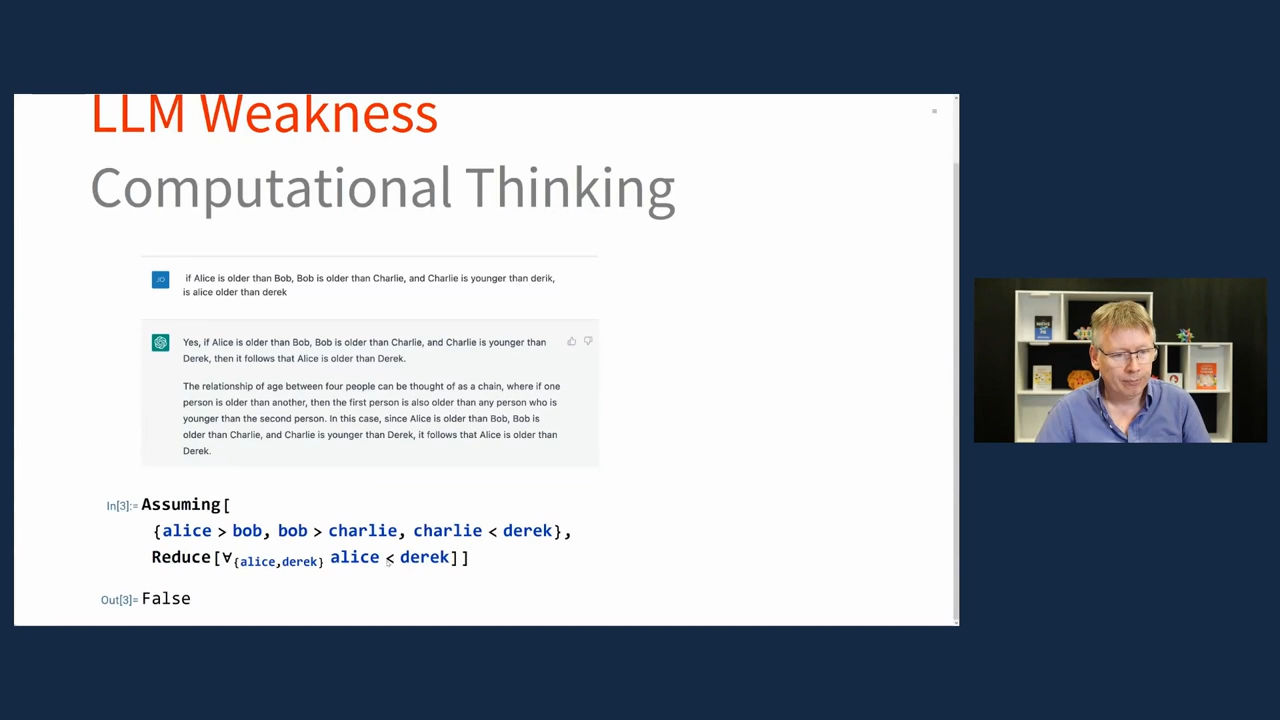 LLM Weakness
Computational Thinking
JO
if Alice is older than Bob, Bob is older than Charlie, and Charlie is younger than derik,
is alice older than derek
Yes, if Alice is older than Bob, Bob is older than Charlie, and Charlie is younger than
Derek, then it follows that Alice is older than Derek.
The relationship of age between four people can be thought of as a chain, where if one
person is older than another, then the first person is also older than any person who is
younger than the second person. In this case, since Alice is older than Bob, Bob is
older than Charlie, and Charlie is younger than Derek, it follows that Alice is older than
Derek.
In[3]:= Assuming[
{alice > bob, bob > charlie, charlie < derek},
Reduce[∀{alice,derek} alice < derek]]
Out[3]= False